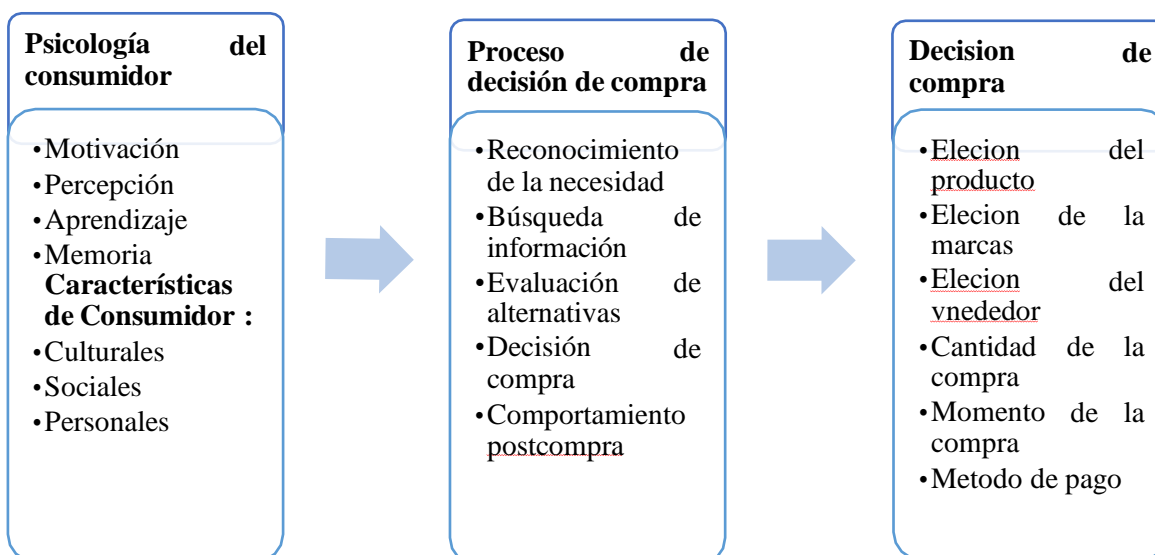 Psicología del
consumidor
•Motivación
•Percepción
•Aprendizaje
•Memoria
Características
de Consumidor :
•Culturales
•Sociales
•Personales
Proceso de
decisión de compra
•Reconocimiento
de la necesidad
•Búsqueda de
información
•Evaluación de
alternativas
•Decisión de
compra
•Comportamiento
postcompra
Decision de
compra
•Elecion del
producto
•Elecion de la
marcas
•Elecion del
vnededor
•Cantidad de la
compra
•Momento de la
compra
•Metodo de pago